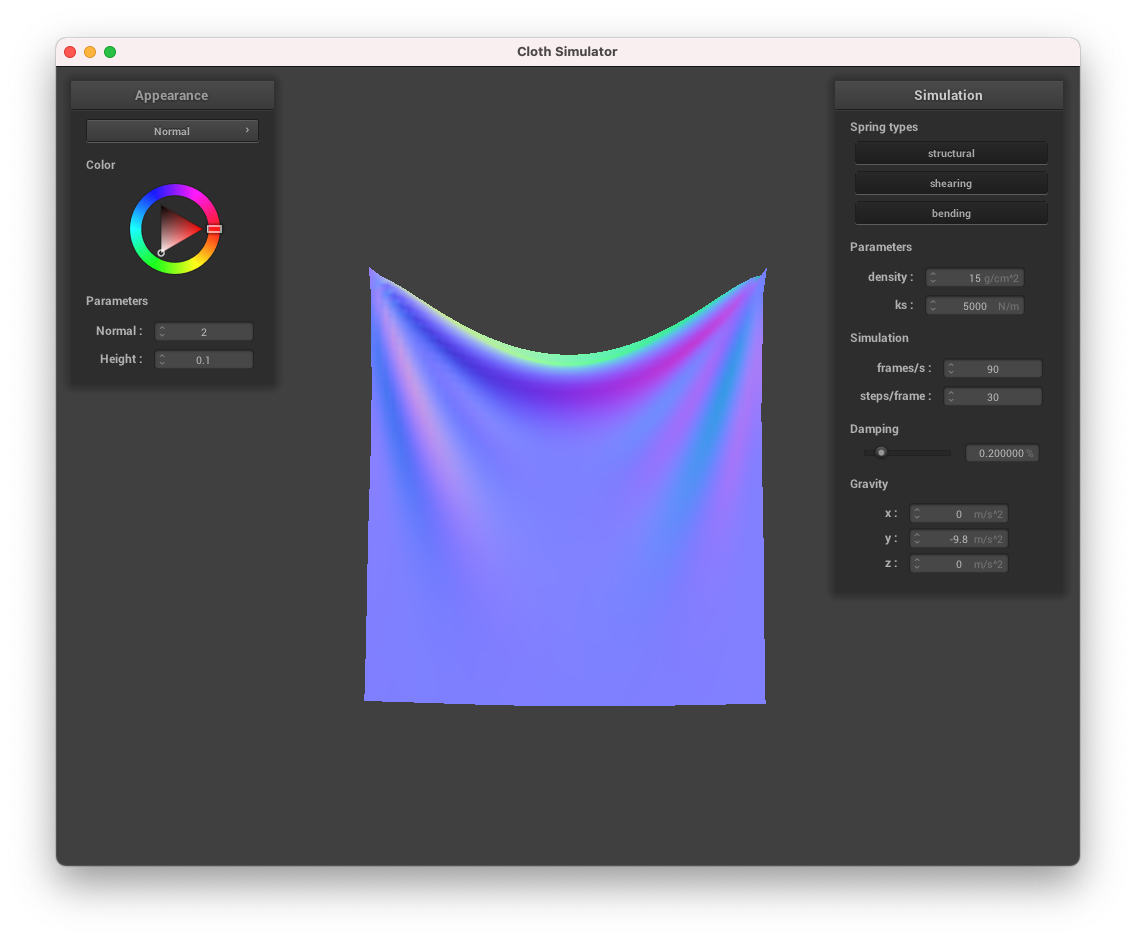 Cloth Simulator
Appearance
Normal ›
Color
Parameters
Normal : 2
Height : 0.1
Simulation
Spring types
structural
shearing
bending
Parameters
density : 15 g/cm^2
ks : 5000 N/m
Simulation
frames/s : 90
steps/frame : 30
Damping
0.200000 %
Gravity
x : 0 m/s^2
y : -9.8 m/s^2
z : 0 m/s^2